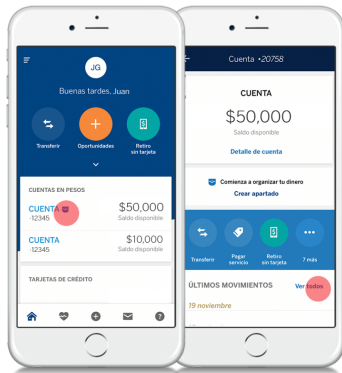 JG
Buenas tardes, Juan
Transferir
Oportunidades
Retiro
sin tarjeta
CUENTAS EN PESOS
CUENTA
$50,000
·12345
Saldo disponible
CUENTA
$10,000
·12345
Saldo disponible
TARJETAS DE CRÉDITO
Cuenta •20758
CUENTA
$50,000
Saldo disponible
Detalle de cuenta
Comienza a organizar tu dinero
Crear apartado
Transferir
Pagar
servicio
Retiro
sin tarjeta
7 más
ÚLTIMOS MOVIMIENTOS
Ver todos
19 noviembre